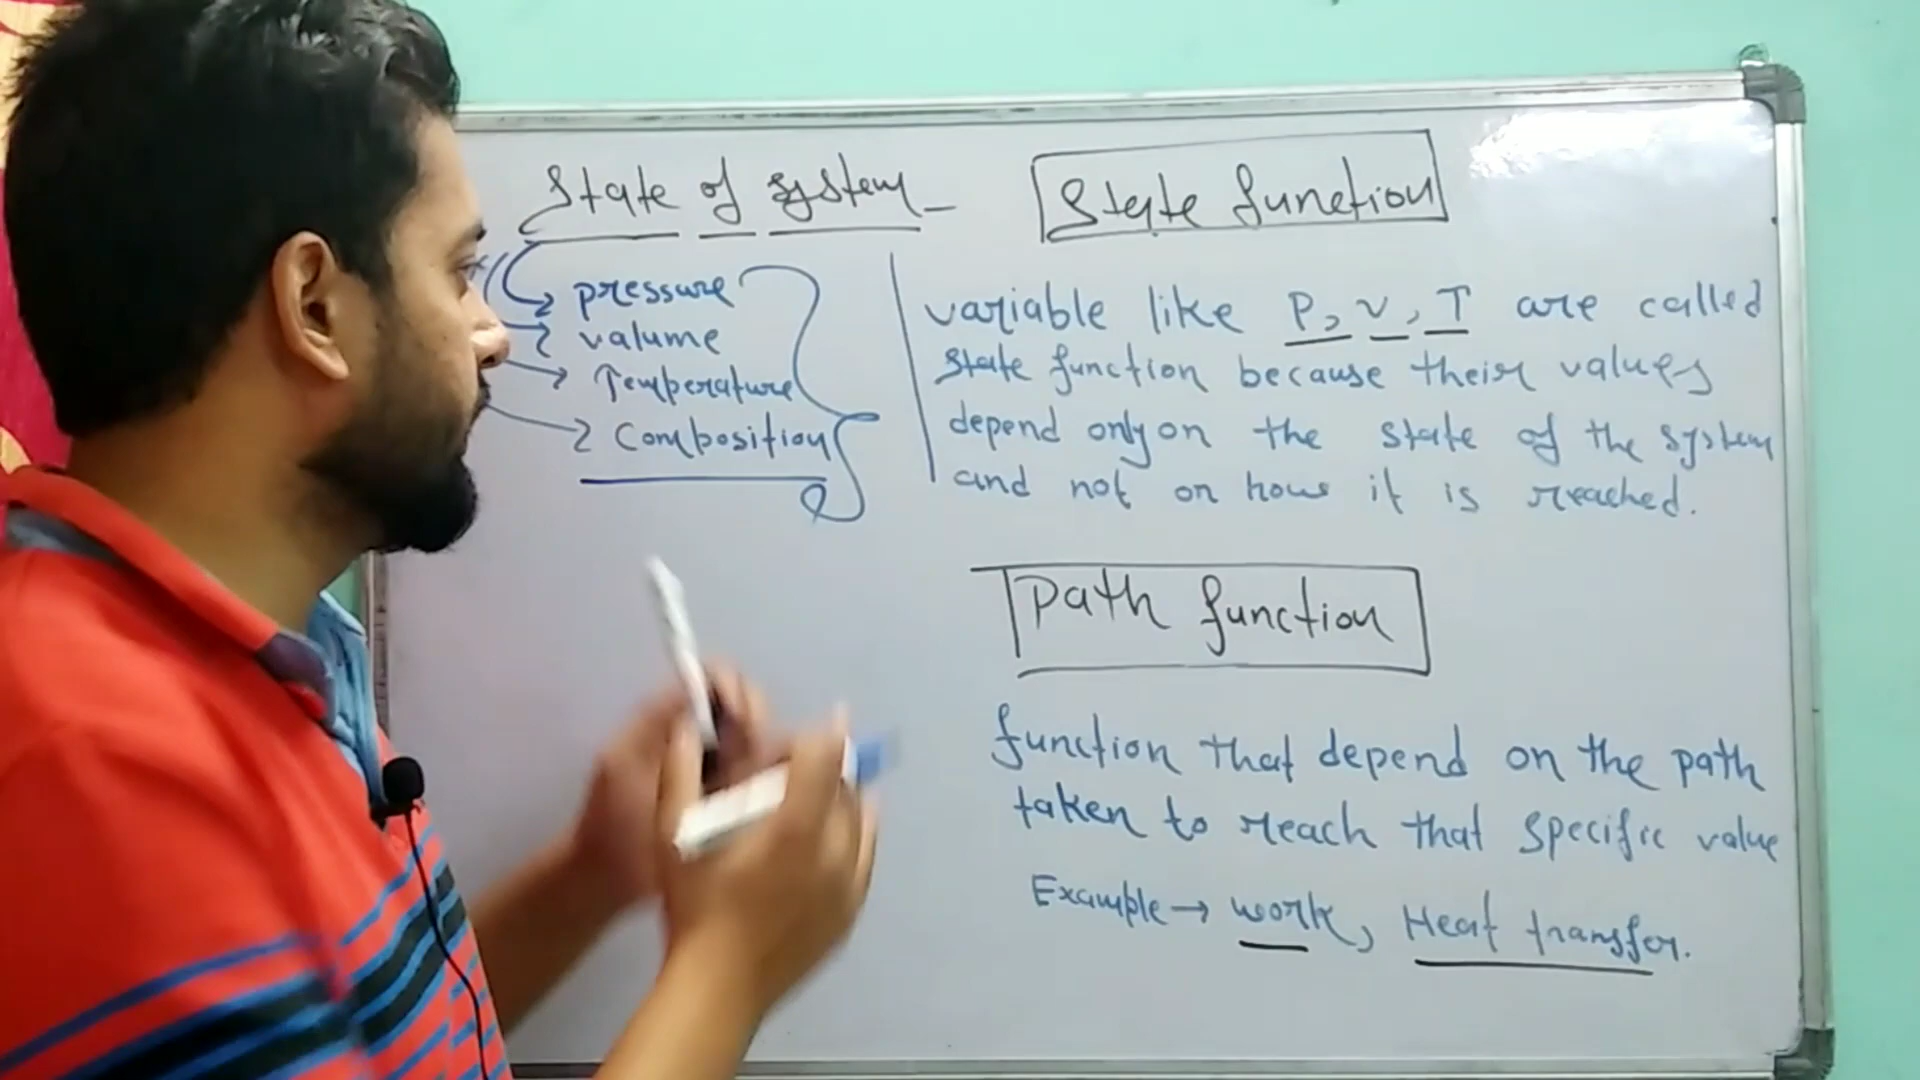 State of system
pressure
valume
Temperature
Composition
State function
variable like P, V, T are called
state function because their values
depend only on the state of the system
and not on how it is reached.
Path function
function that depend on the path
taken to reach that specific value
Example → work, Heat transfer.